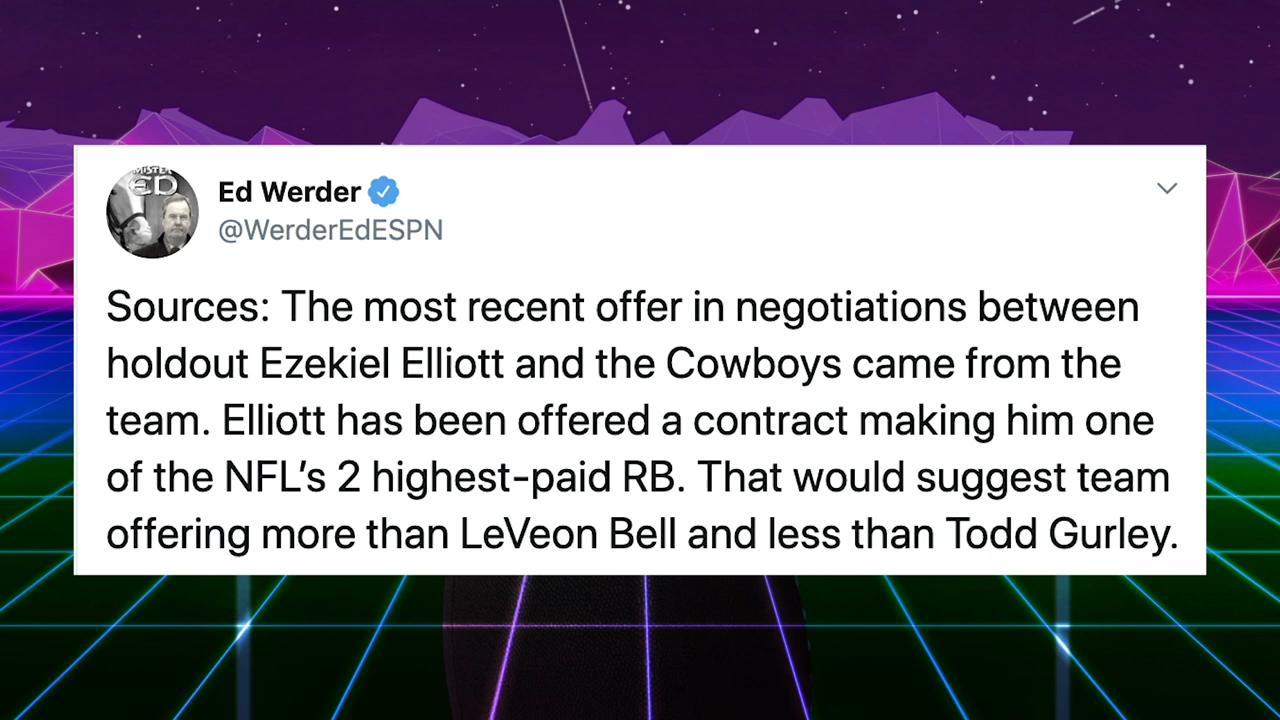 MISTER
ED
Ed Werder
@WerderEdESPN
Sources: The most recent offer in negotiations between
holdout Ezekiel Elliott and the Cowboys came from the
team. Elliott has been offered a contract making him one
of the NFL’s 2 highest-paid RB. That would suggest team
offering more than LeVeon Bell and less than Todd Gurley.